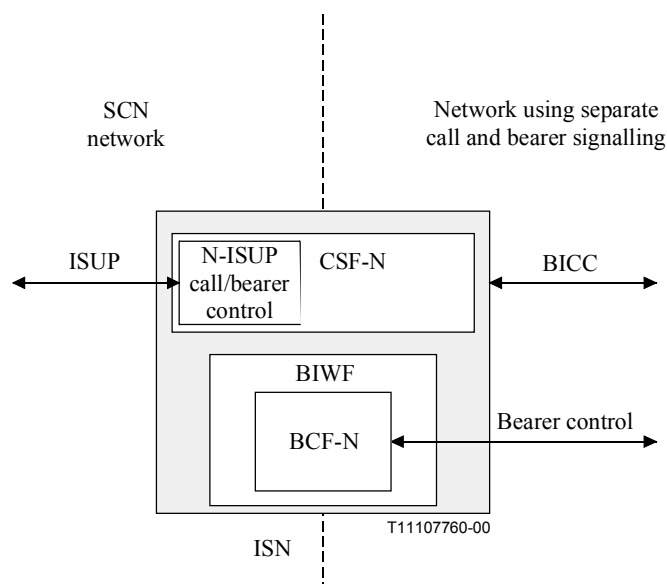 SCN
network
Network using separate
call and bearer signalling
ISUP
N-ISUP
call/bearer
control
CSF-N
BICC
BIWF
BCF-N
Bearer control
T11107760-00
ISN